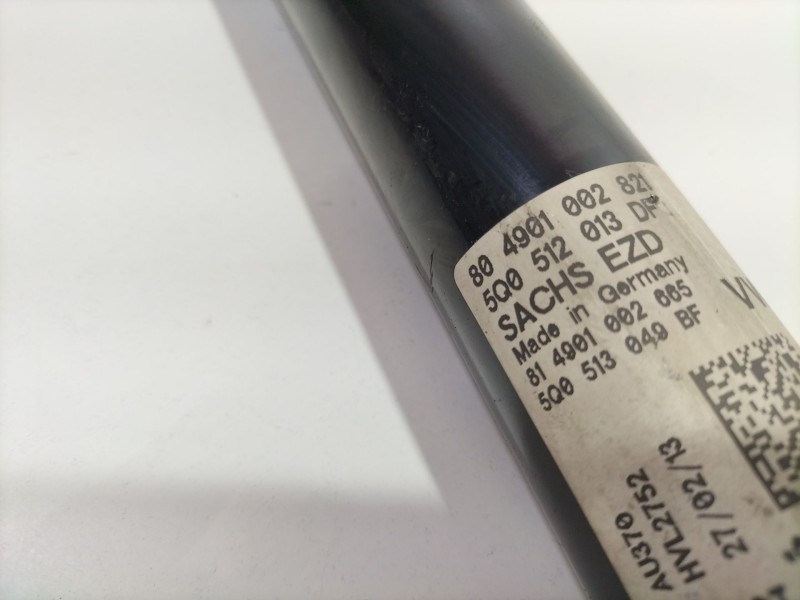 80 4901 002 821
5Q0 512 013 DF
SACHS EZD
Made in Germany
81 4901 002 665
5Q0 513 049 BF
AU370
HVL2752
27/02/13